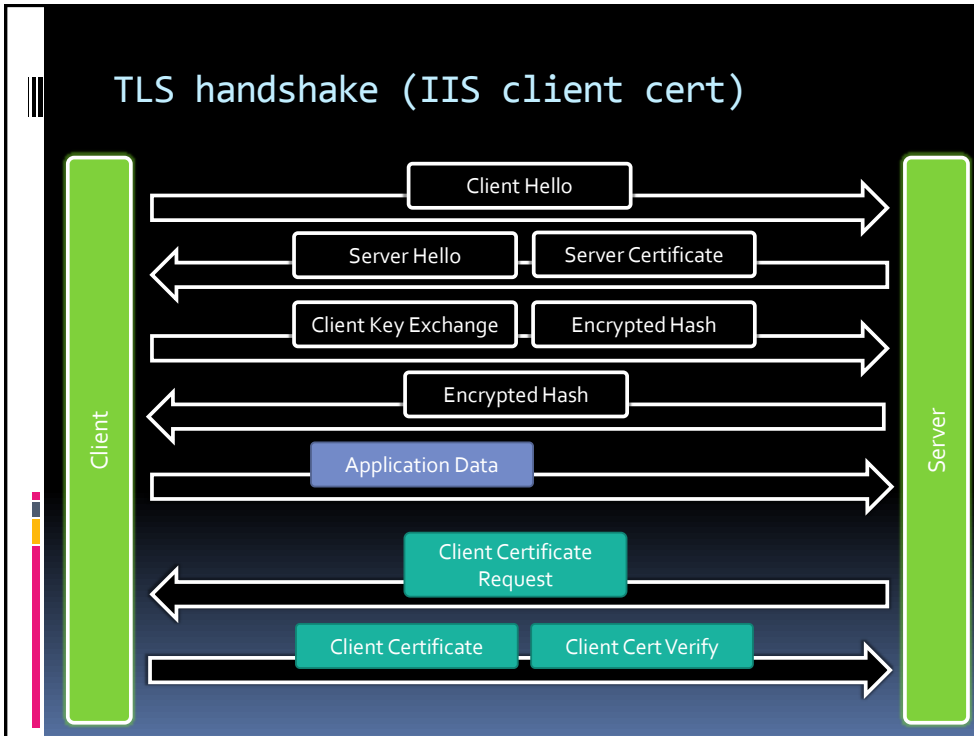 TLS handshake (IIS client cert)
Client
Server
Client Hello
Server Hello
Server Certificate
Client Key Exchange
Encrypted Hash
Encrypted Hash
Application Data
Client Certificate
Request
Client Certificate
Client Cert Verify